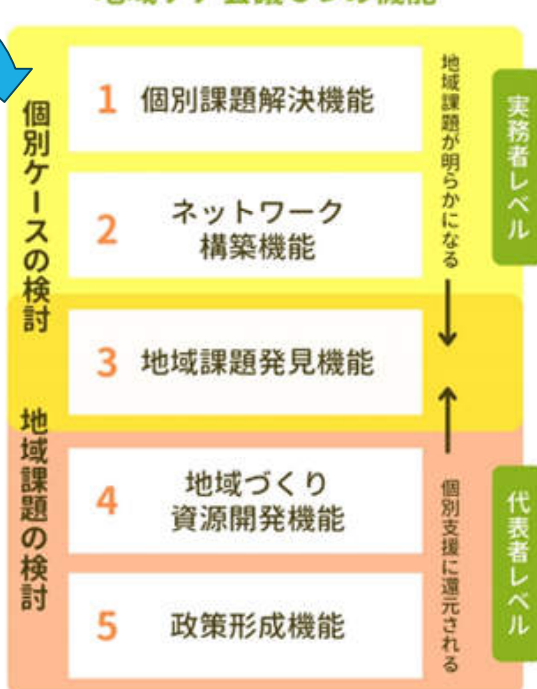 個別ケースの検討
1 個別課題解決機能
2 ネットワーク
構築機能
3 地域課題発見機能
地域課題の検討
4 地域づくり
資源開発機能
5 政策形成機能
地域課題が明らかになる
個別支援に還元される
実務者レベル
代表者レベル